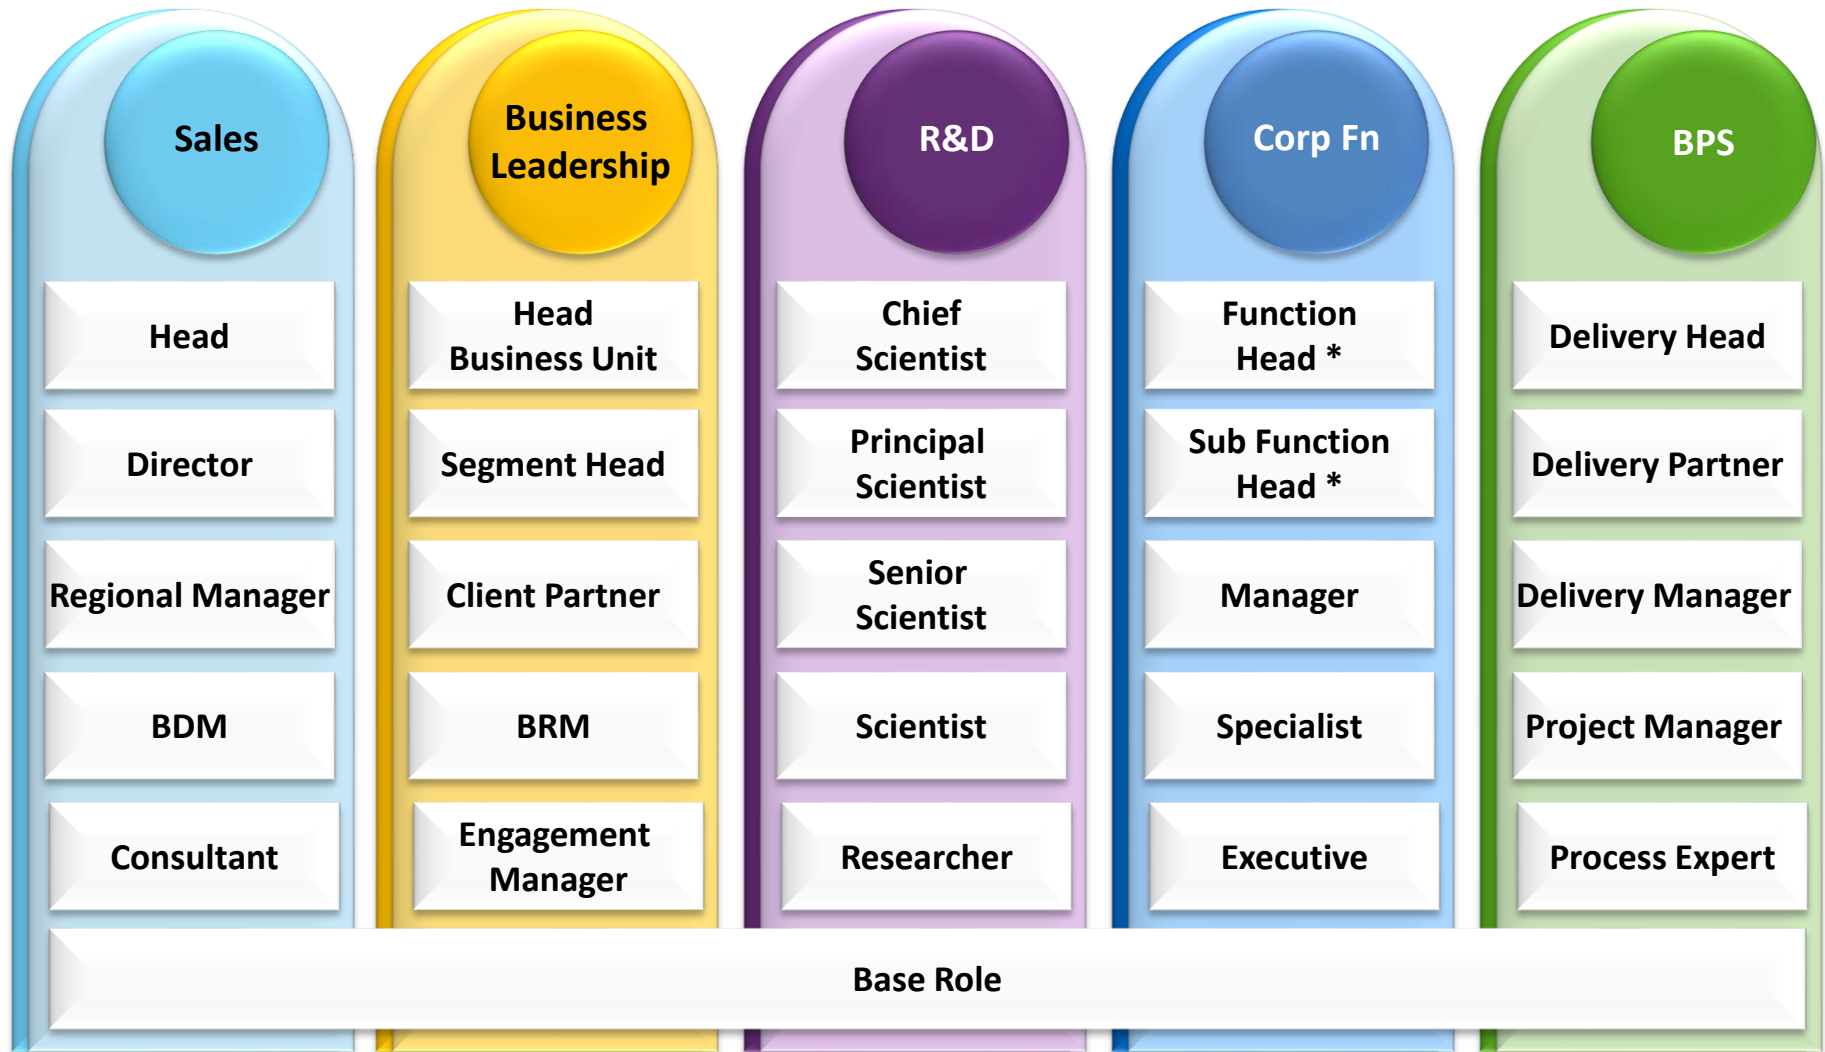 Sales
Business
Leadership
R&D
Corp Fn
BPS
Head
Head
Business Unit
Chief
Scientist
Function
Head *
Delivery Head
Director
Segment Head
Principal
Scientist
Sub Function
Head *
Delivery Partner
Regional Manager
Client Partner
Senior
Scientist
Manager
Delivery Manager
BDM
BRM
Scientist
Specialist
Project Manager
Consultant
Engagement
Manager
Researcher
Executive
Process Expert
Base Role